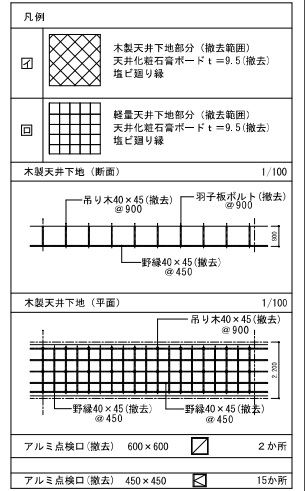 凡例
イ
木製天井下地部分（撤去範囲）
天井化粧石膏ボードｔ＝9.5(撤去)
塩ビ廻り縁
ロ
軽量天井下地部分（撤去範囲）
天井化粧石膏ボードｔ＝9.5(撤去)
塩ビ廻り縁
木製天井下地（断面） 1/100
吊り木40×45(撤去)
@900
羽子板ボルト(撤去)
@900
900
野縁40×45(撤去)
@450
木製天井下地（平面） 1/100
吊り木40×45(撤去)
@900
野縁40×45(撤去)
@450
野縁40×45(撤去)
@450
アルミ点検口(撤去) 600×600 2か所
アルミ点検口(撤去) 450×450 15か所